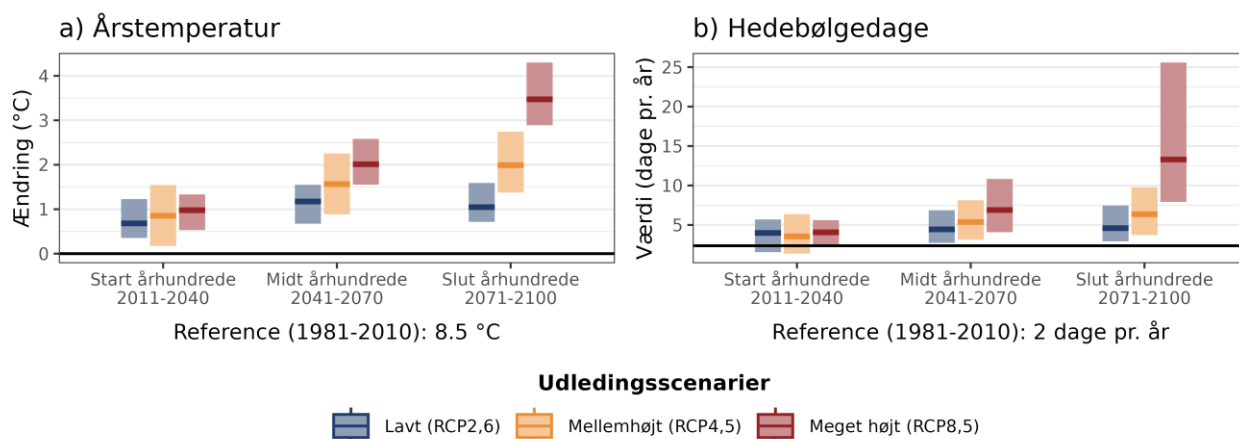 a) Årstemperatur
Ændring (°C)
4
3
2
1
0
Start århundrede
2011-2040
Midt århundrede
2041-2070
Slut århundrede
2071-2100
Reference (1981-2010): 8.5 °C
b) Hedebølgedage
Værdi (dage pr. år)
25
20
15
10
5
Start århundrede
2011-2040
Midt århundrede
2041-2070
Slut århundrede
2071-2100
Reference (1981-2010): 2 dage pr. år
Udledingsscenarier
Lavt (RCP2,6)
Mellemhøjt (RCP4,5)
Meget højt (RCP8,5)